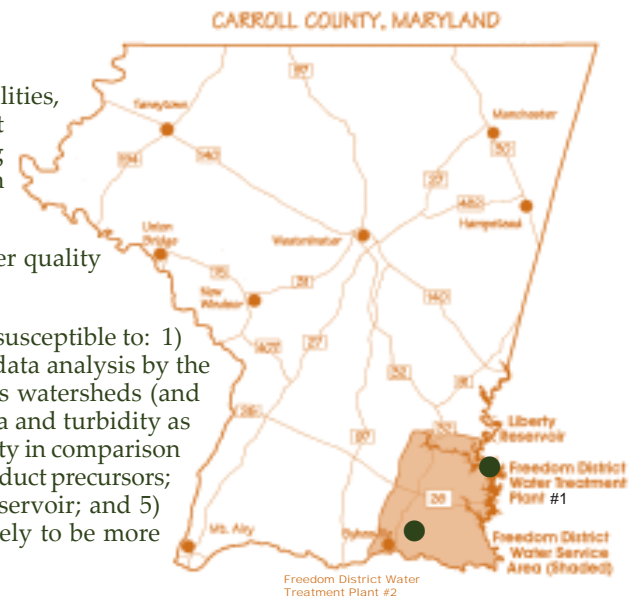 CARROLL COUNTY, MARYLAND
lities,
t
g
n
er quality
susceptible to: 1)
data analysis by the
s watersheds (and
a and turbidity as
ty in comparison
duct precursors;
servoir; and 5)
ely to be more
Taneytown
97
Manchester
30
194
140
27
482
Hampstead
Union
Bridge
Westminster
75
31
New
Windsor
140
27
32
26
97
32
Liberty
Reservoir
Freedom District
Water Treatment
Plant #1
26
Mt. Airy
Sykesville
Freedom District
Water Service
Area (Shaded)
Freedom District Water
Treatment Plant #2